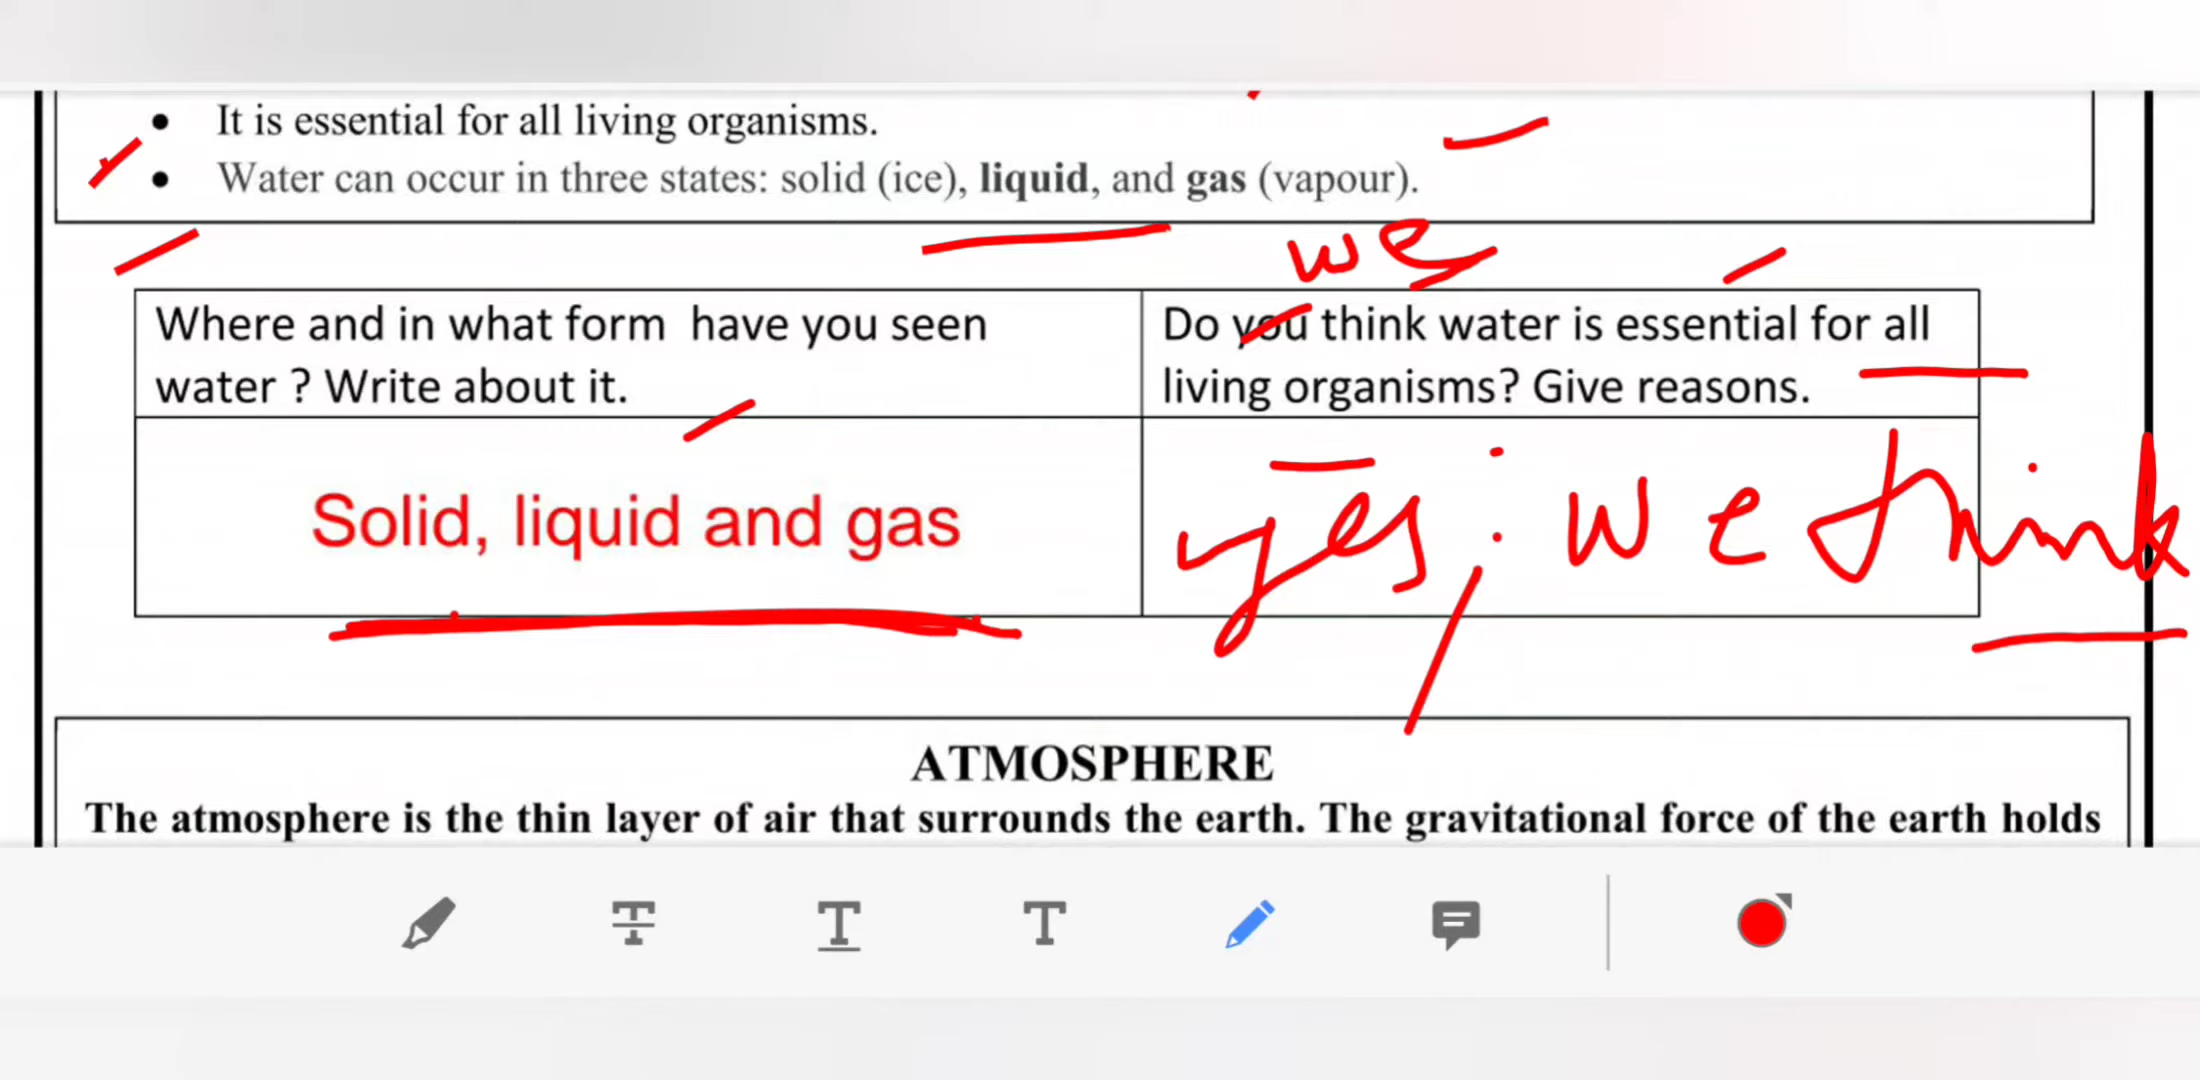 • It is essential for all living organisms.
• Water can occur in three states: solid (ice), liquid, and gas (vapour).
we
Where and in what form have you seen
water ? Write about it.
Do you think water is essential for all
living organisms? Give reasons.
Solid, liquid and gas
yes; we think
ATMOSPHERE
The atmosphere is the thin layer of air that surrounds the earth. The gravitational force of the earth holds
T
T
T